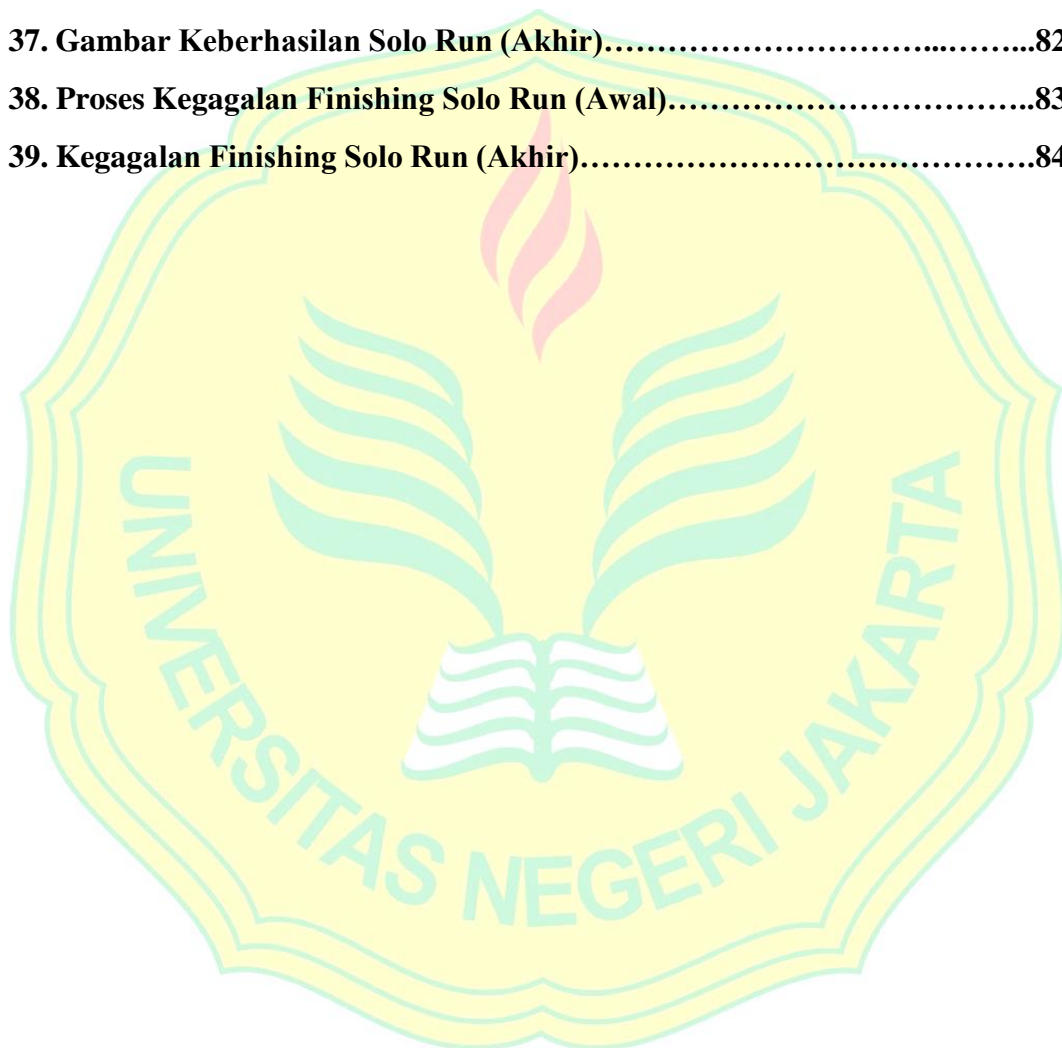 37. Gambar Keberhasilan Solo Run (Akhir)…………………………....……...82
38. Proses Kegagalan Finishing Solo Run (Awal)……………………………..83
39. Kegagalan Finishing Solo Run (Akhir)…………………………………….84
UNIVERSITAS NEGERI JAKARTA